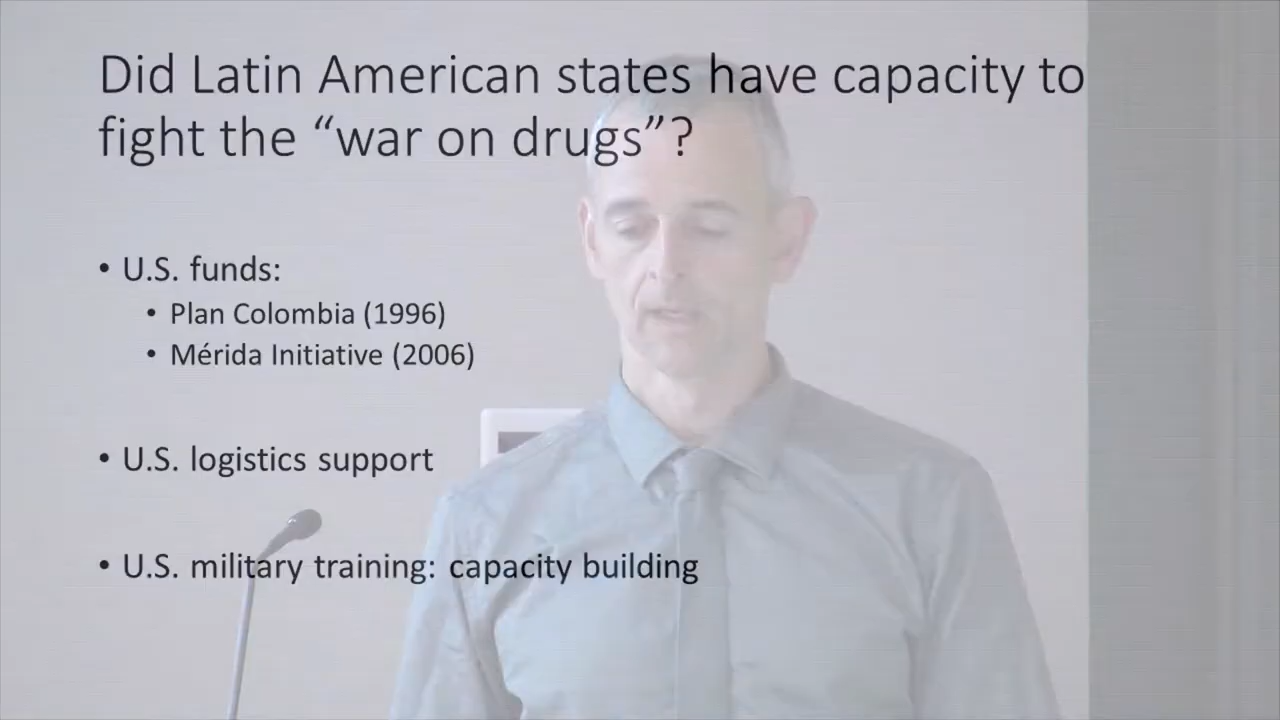 Did Latin American states have capacity to
fight the “war on drugs”?
• U.S. funds:
• Plan Colombia (1996)
• Mérida Initiative (2006)
• U.S. logistics support
• U.S. military training: capacity building